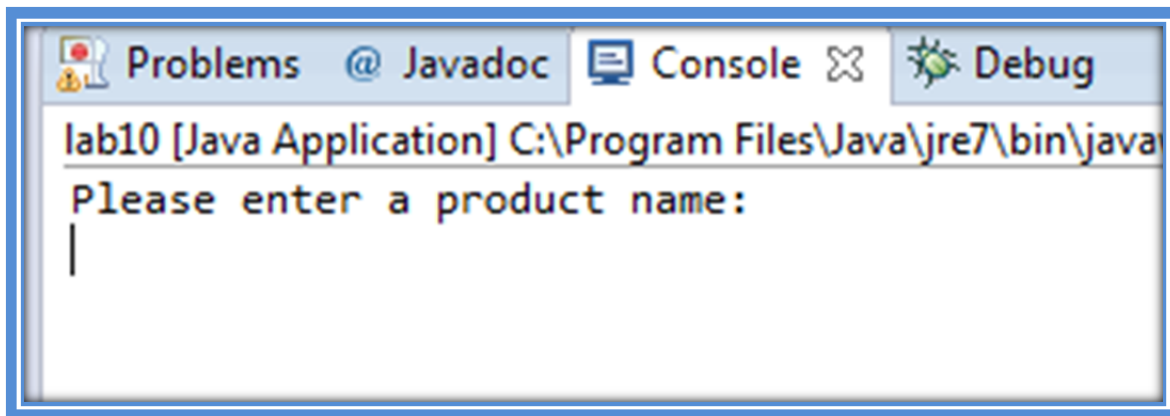 Problems @ Javadoc Console Debug
lab10 [Java Application] C:\Program Files\Java\jre7\bin\java
Please enter a product name: